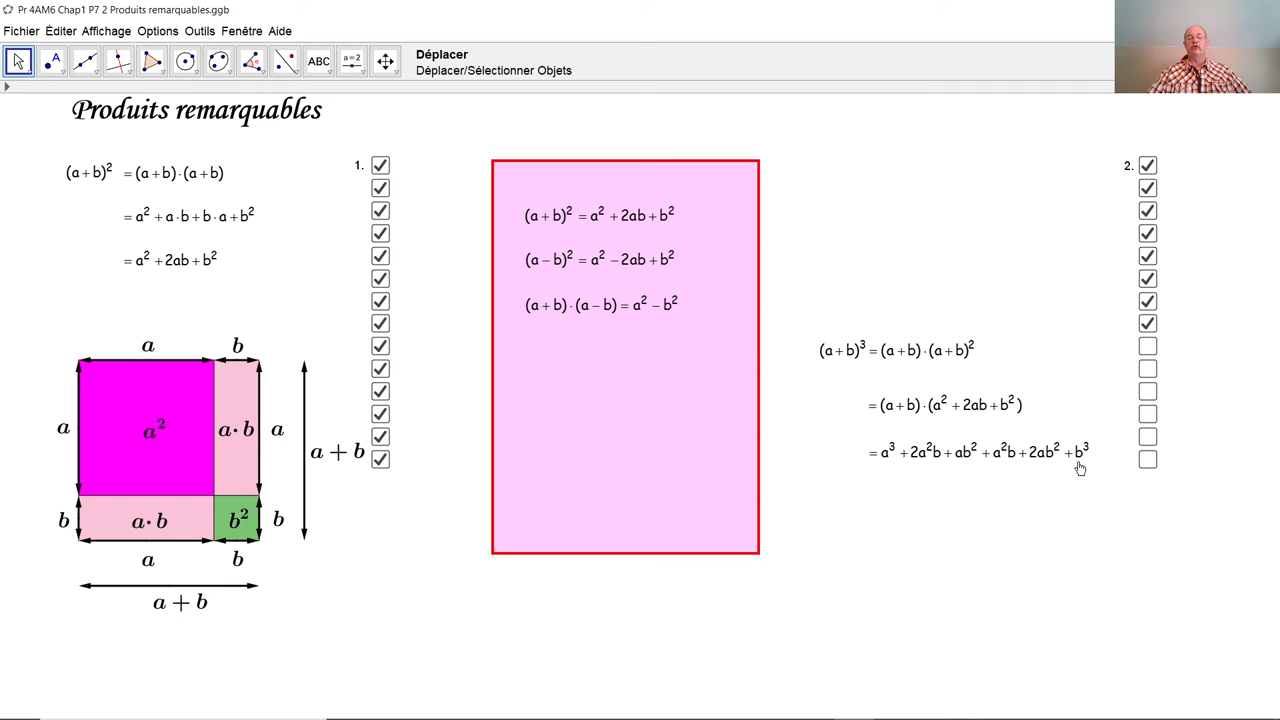 Pr 4AM6 Chap1 P7 2 Produits remarquables.ggb
Fichier Éditer Affichage Options Outils Fenêtre Aide
A ABC a=2
Déplacer
Déplacer/Sélectionner Objets
Produits remarquables
(a+b)² = (a+b)·(a+b)
= a² + a·b + b·a + b²
= a² + 2ab + b²
1.
(a+b)² = a² + 2ab + b²
(a−b)² = a² − 2ab + b²
(a+b)·(a−b) = a² − b²
2.
(a+b)³ = (a+b)·(a+b)²
= (a+b)·(a² + 2ab + b²)
= a³ + 2a²b + ab² + a²b + 2ab² + b³
a b
a a² a·b a a + b
b a·b b² b
a b
a + b